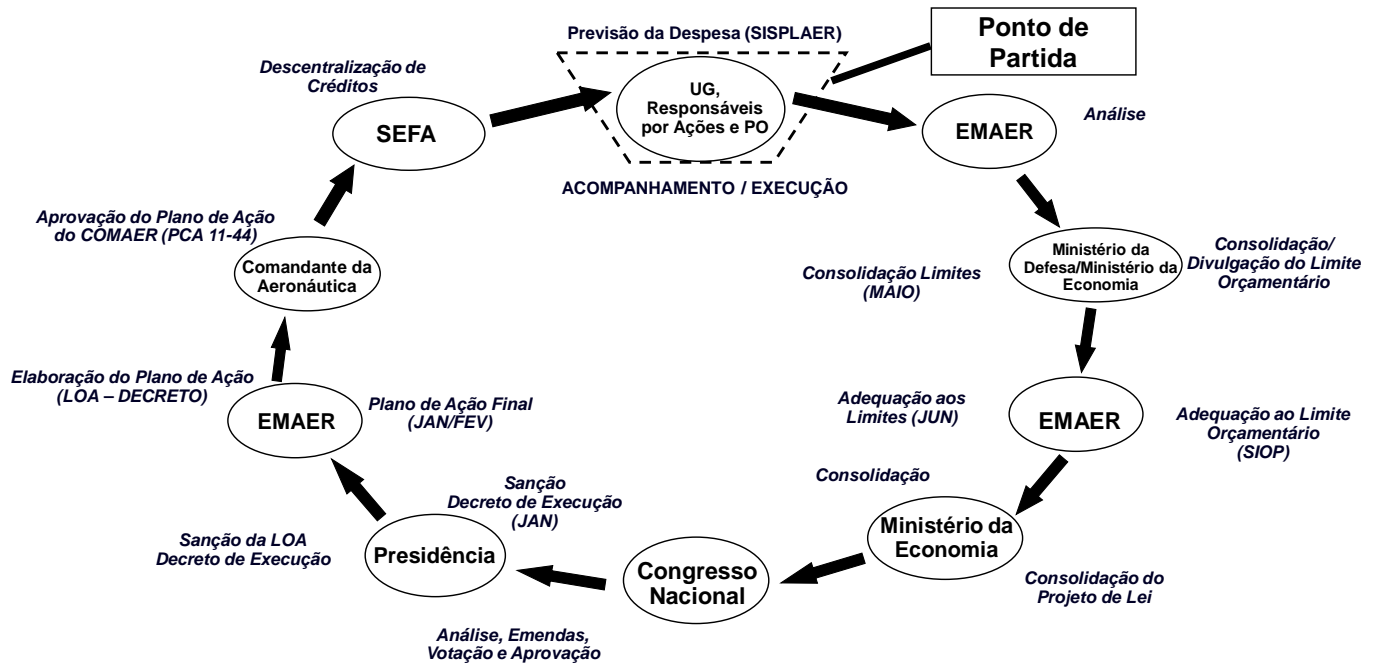 Previsão da Despesa (SISPLAER)
Ponto de
Partida
UG,
Responsáveis
por Ações e PO
ACOMPANHAMENTO / EXECUÇÃO
EMAER
Análise
Ministério da
Defesa/Ministério da
Economia
Consolidação/
Divulgação do Limite
Orçamentário
Consolidação Limites
(MAIO)
EMAER
Adequação aos
Limites (JUN)
Adequação ao Limite
Orçamentário
(SIOP)
Consolidação
Ministério da
Economia
Consolidação do
Projeto de Lei
Congresso
Nacional
Análise, Emendas,
Votação e Aprovação
Presidência
Sanção
Decreto de Execução
(JAN)
Sanção da LOA
Decreto de Execução
EMAER
Plano de Ação Final
(JAN/FEV)
Elaboração do Plano de Ação
(LOA – DECRETO)
Comandante da
Aeronáutica
Aprovação do Plano de Ação
do COMAER (PCA 11-44)
SEFA
Descentralização de
Créditos